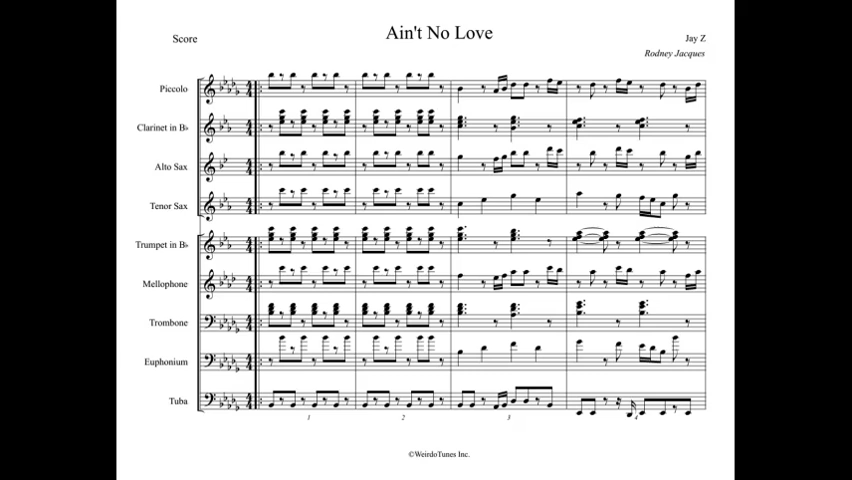 Ain't No Love
Score
Jay Z
Rodney Jacques
Piccolo
Clarinet in B♭
Alto Sax
Tenor Sax
Trumpet in B♭
Mellophone
Trombone
Euphonium
Tuba
1 2 3 4
©WeirdoTunes Inc.